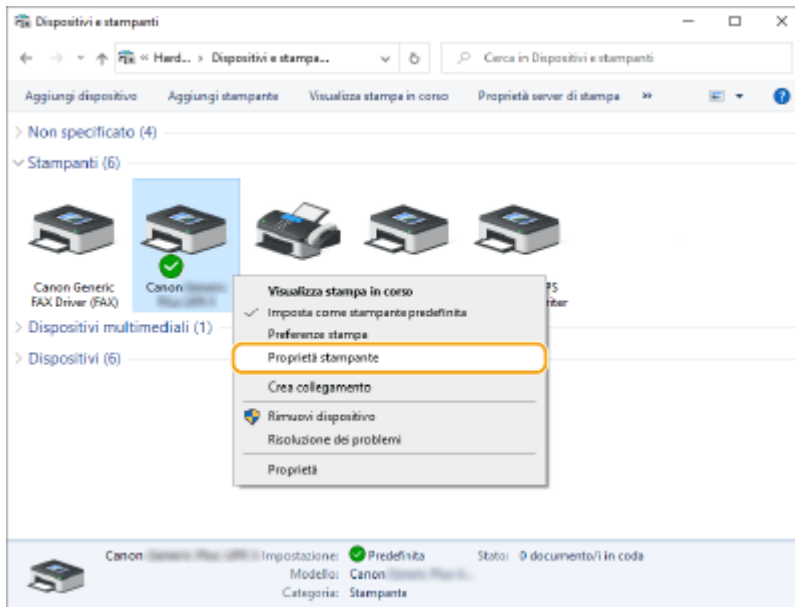 Dispositivi e stampanti
« Hard... › Dispositivi e stampa...
Cerca in Dispositivi e stampanti
Aggiungi dispositivo Aggiungi stampante Visualizza stampa in corso Proprietà server di stampa »
Non specificato (4)
Stampanti (6)
Canon Generic
FAX Driver (FAX)
Canon
Visualizza stampa in corso
Imposta come stampante predefinita
Preferenze stampa
Proprietà stampante
Crea collegamento
Rimuovi dispositivo
Risoluzione dei problemi
Proprietà
Dispositivi multimediali (1)
Dispositivi (6)
Canon Impostazione: Predefinita Stato: 0 documento/i in coda
Modello: Canon
Categoria: Stampante